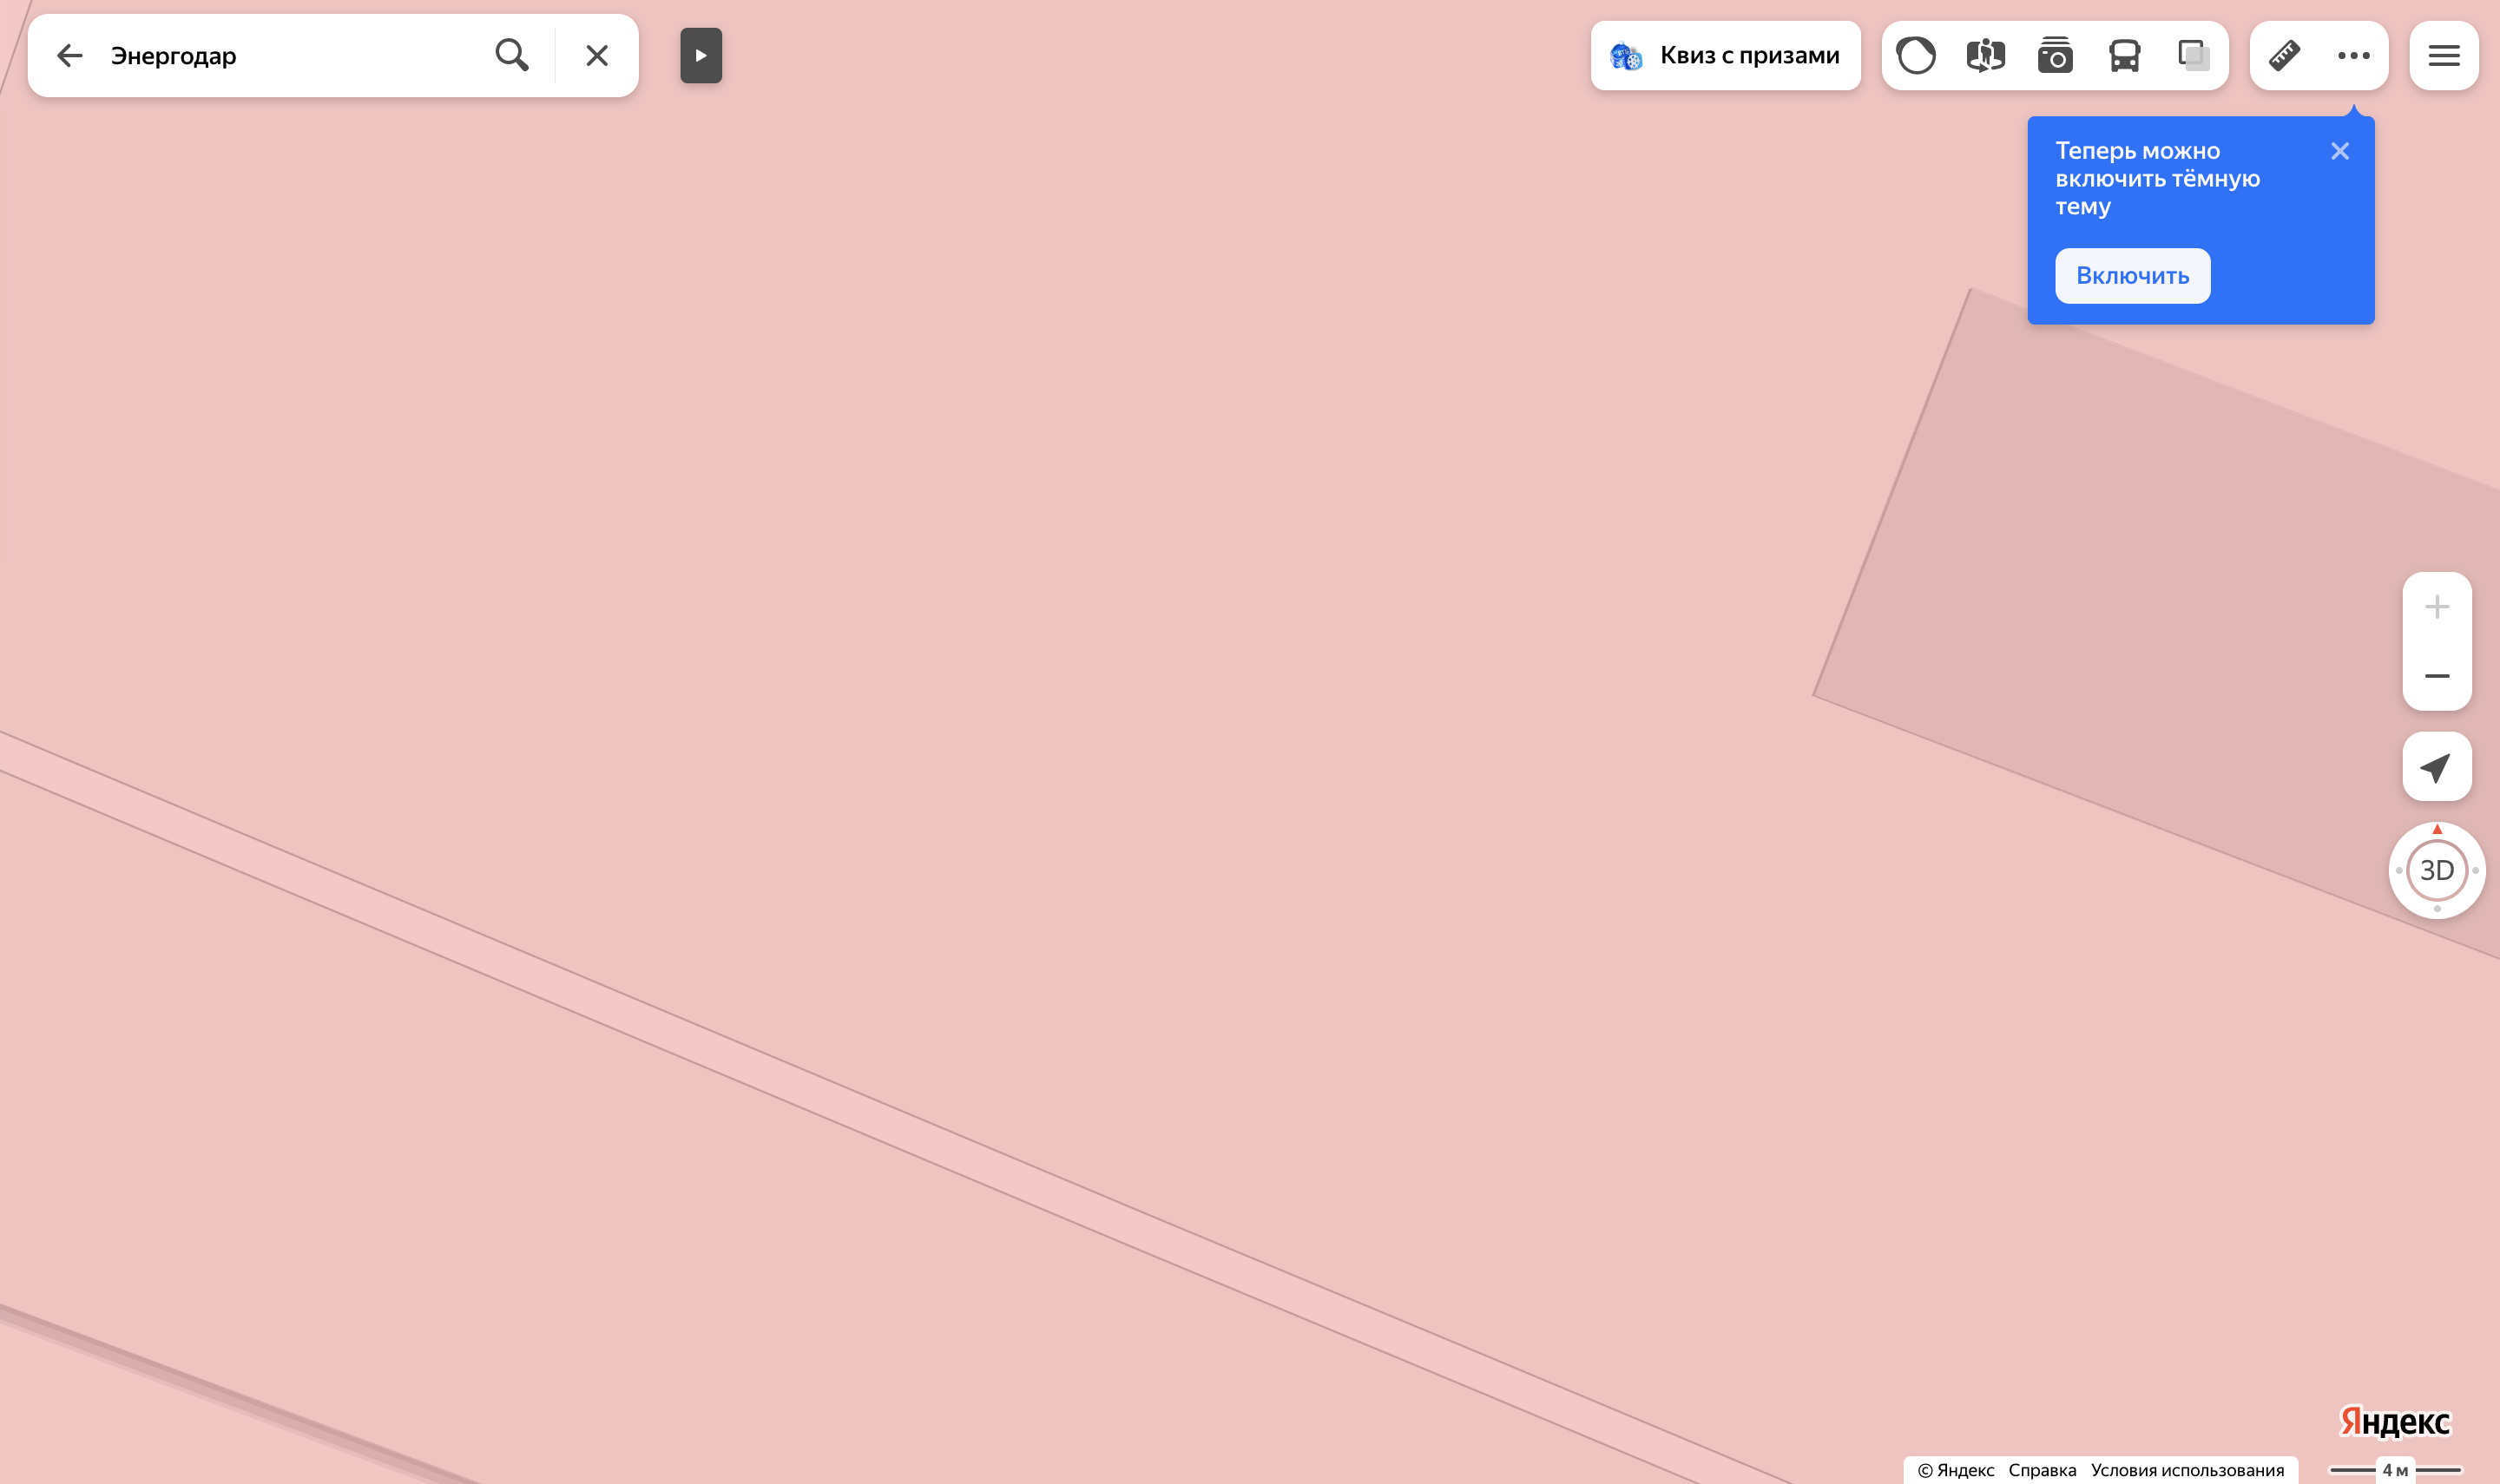 Энергодар
Квиз с призами
Теперь можно
включить тёмную
тему
Включить
3D
Яндекс
© Яндекс Справка Условия использования
4 м